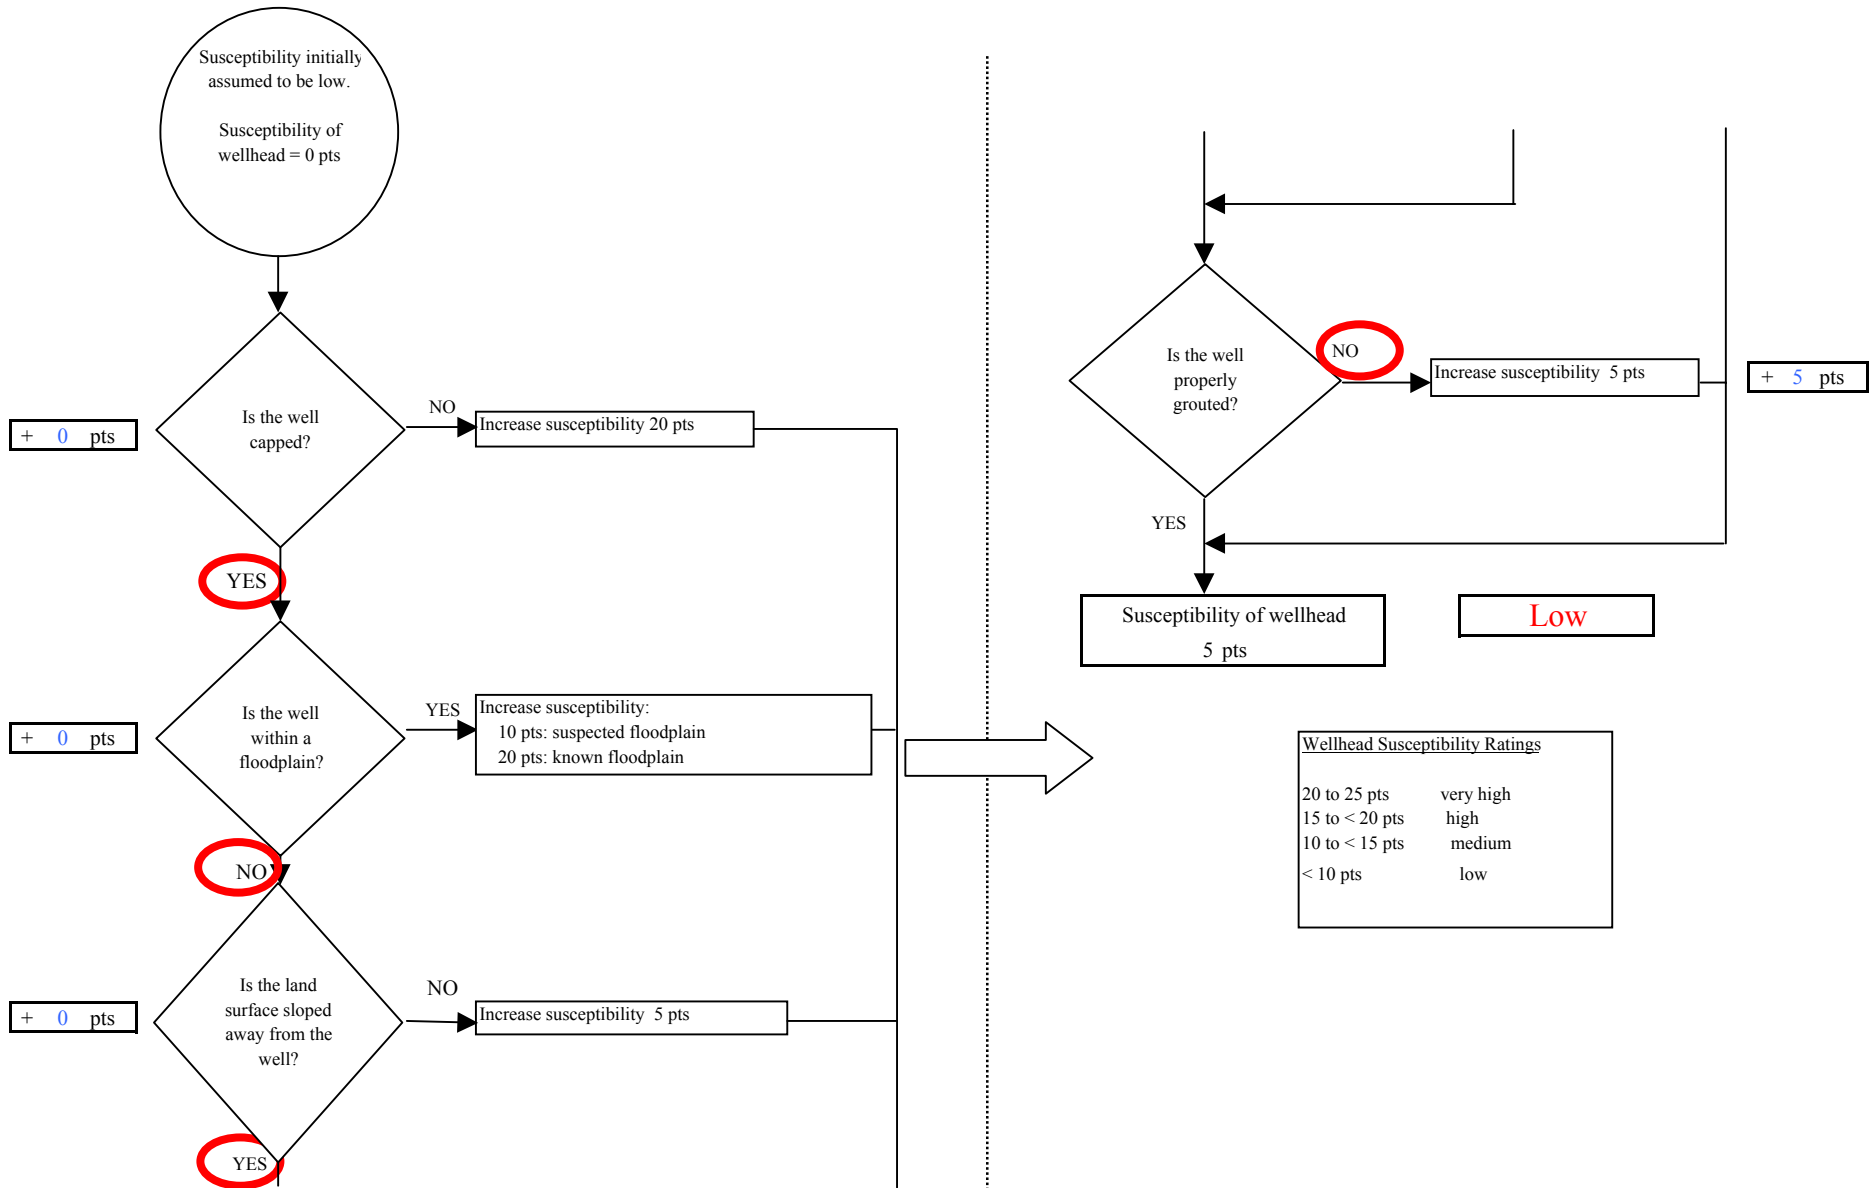 Susceptibility initially
assumed to be low.
Susceptibility of
wellhead = 0 pts
Is the well
capped?
NO
Increase susceptibility 20 pts
+ 0 pts
YES
Is the well
within a
floodplain?
YES
Increase susceptibility:
10 pts: suspected floodplain
20 pts: known floodplain
+ 0 pts
NO
Is the land
surface sloped
away from the
well?
NO
Increase susceptibility 5 pts
+ 0 pts
YES
Is the well
properly
grouted?
NO
Increase susceptibility 5 pts
+ 5 pts
YES
Susceptibility of wellhead
5 pts
Low
Wellhead Susceptibility Ratings
20 to 25 pts very high
15 to < 20 pts high
10 to < 15 pts medium
< 10 pts low